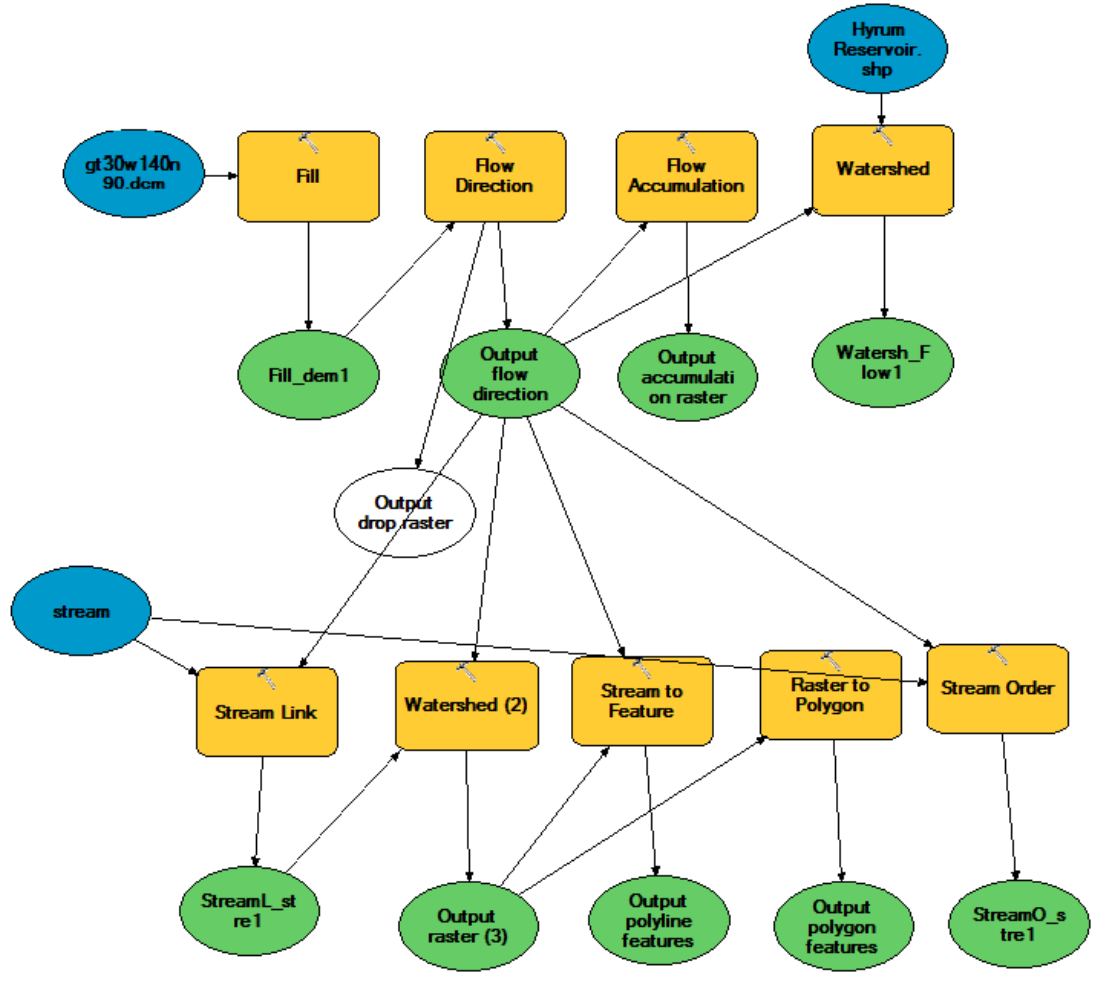 Hyrum
Reservoir.
shp
gt30w140n
90.dcm
Fill
Flow
Direction
Flow
Accumulation
Watershed
Fill_dem1
Output
flow
direction
Output
accumulati
on raster
Watersh_F
low1
Output
drop raster
stream
Stream Link
Watershed (2)
Stream to
Feature
Raster to
Polygon
Stream Order
StreamL_st
re1
Output
raster (3)
Output
polyline
features
Output
polygon
features
StreamO_s
tre1